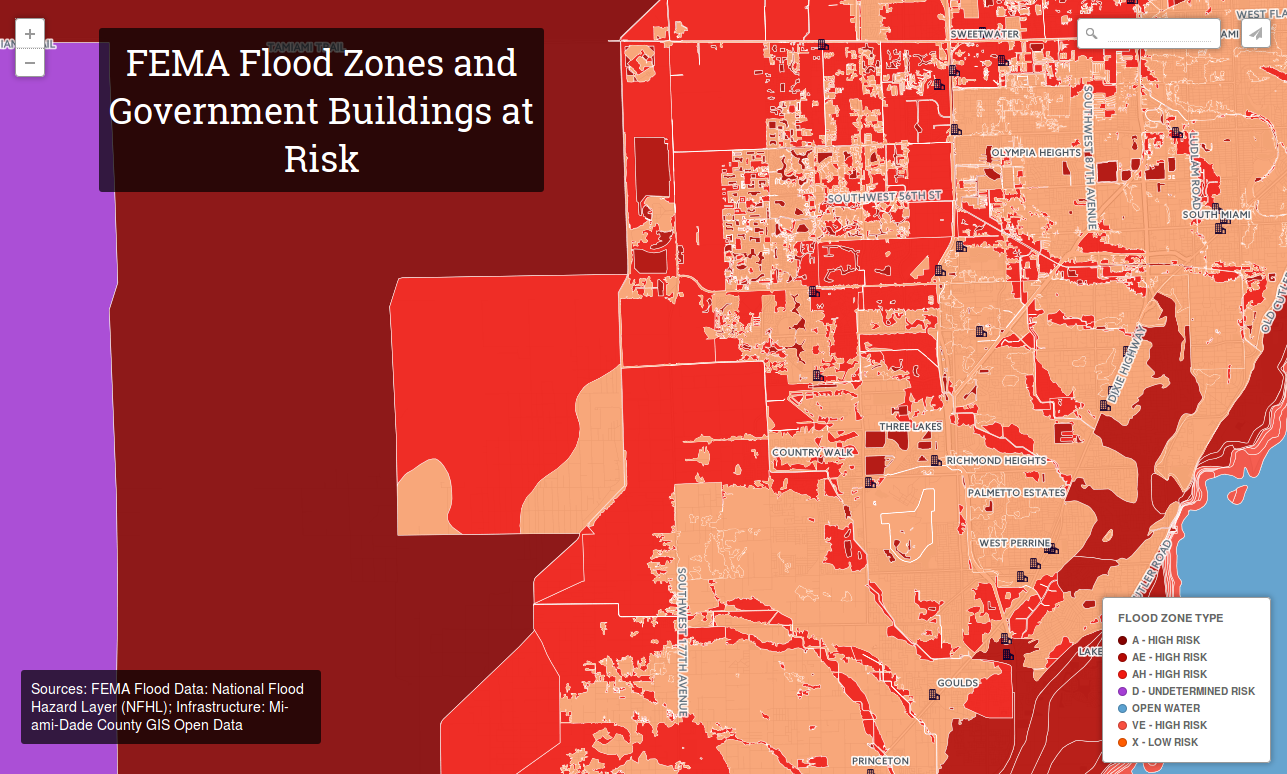 WEST FLA
SWEETWATER
AMI
TAMIAMI TRAIL
FEMA Flood Zones and
Government Buildings at
Risk
SOUTHWEST 87TH AVENUE
LUDLAM ROAD
OLYMPIA HEIGHTS
SOUTHWEST 56TH ST
SOUTH MIAMI
OLD CUTLE
DIXIE HIGHWAY
THREE LAKES
COUNTRY WALK
RICHMOND HEIGHTS
PALMETTO ESTATES
WEST PERRINE
UTLER ROAD
SOUTHWEST 177TH AVENUE
LAKE
GOULDS
PRINCETON
Sources: FEMA Flood Data: National Flood
Hazard Layer (NFHL); Infrastructure: Mi-
ami-Dade County GIS Open Data
FLOOD ZONE TYPE
A - HIGH RISK
AE - HIGH RISK
AH - HIGH RISK
D - UNDETERMINED RISK
OPEN WATER
VE - HIGH RISK
X - LOW RISK